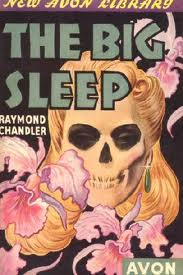 NEW AVON LIBRARY
THE BIG
SLEEP
RAYMOND
CHANDLER
AVON